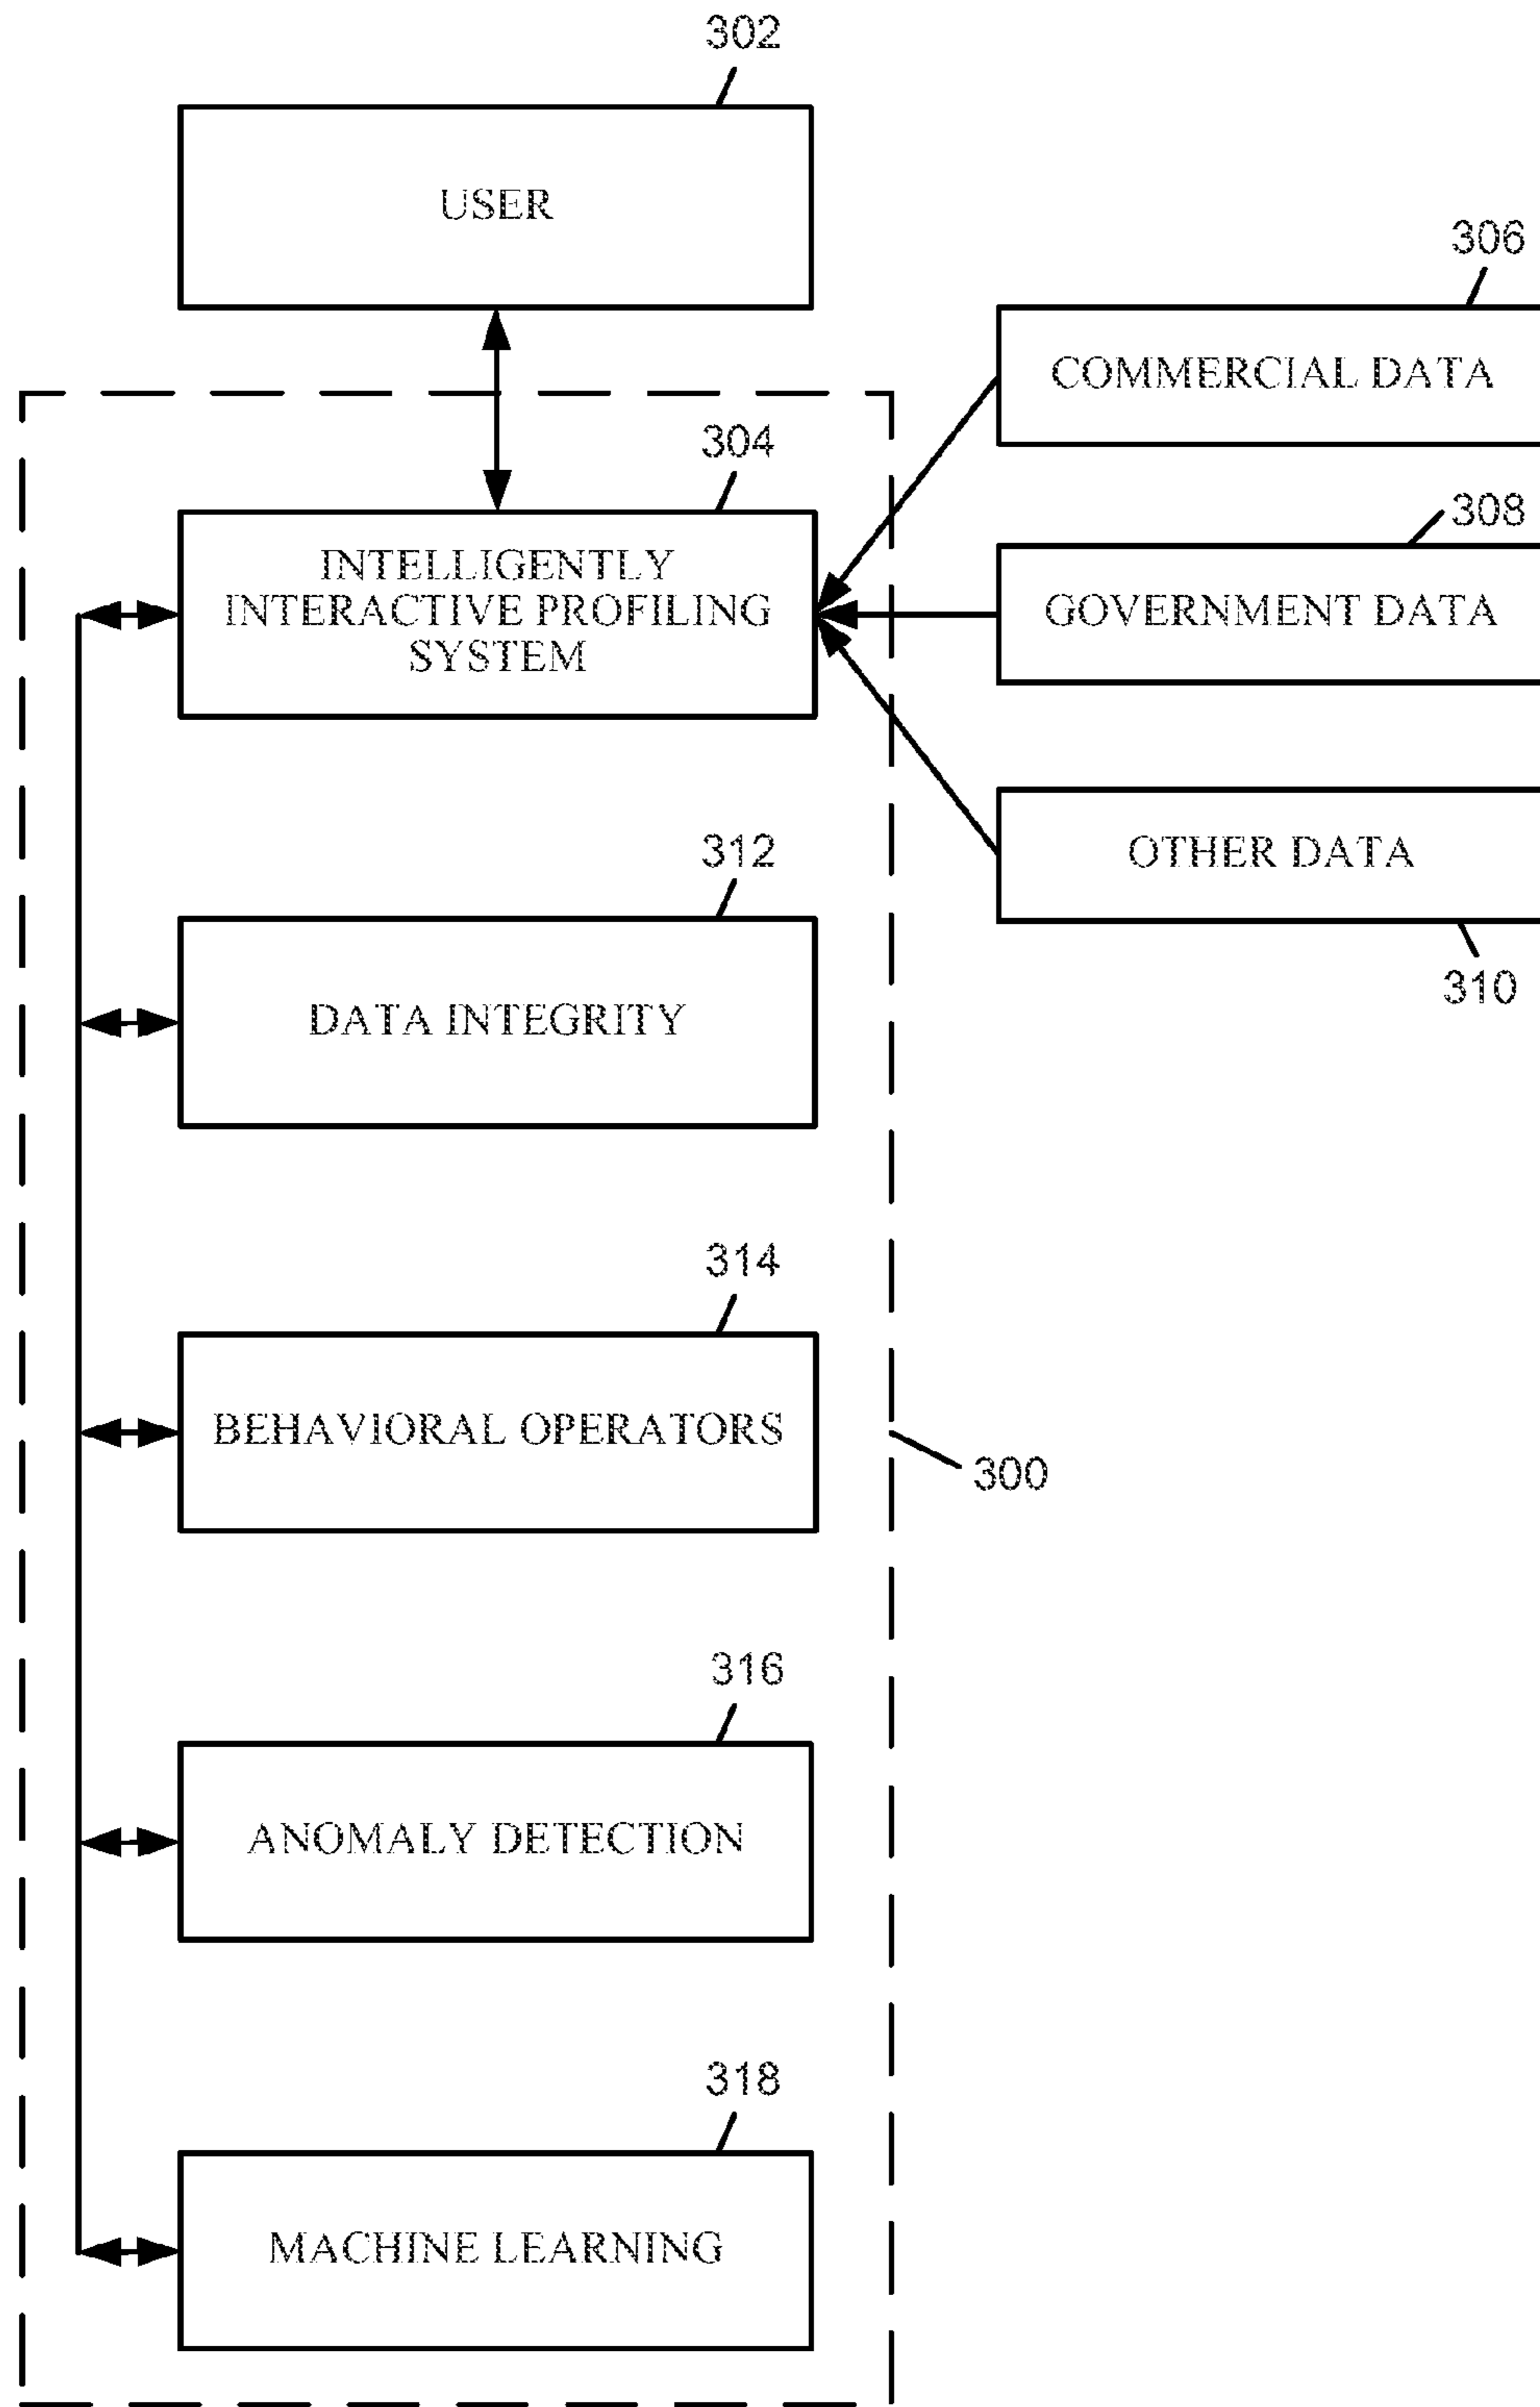 302
USER
306
COMMERCIAL DATA
304
INTELLIGENTLY
INTERACTIVE PROFILING
SYSTEM
308
GOVERNMENT DATA
OTHER DATA
310
312
DATA INTEGRITY
314
BEHAVIORAL OPERATORS
300
316
ANOMALY DETECTION
318
MACHINE LEARNING